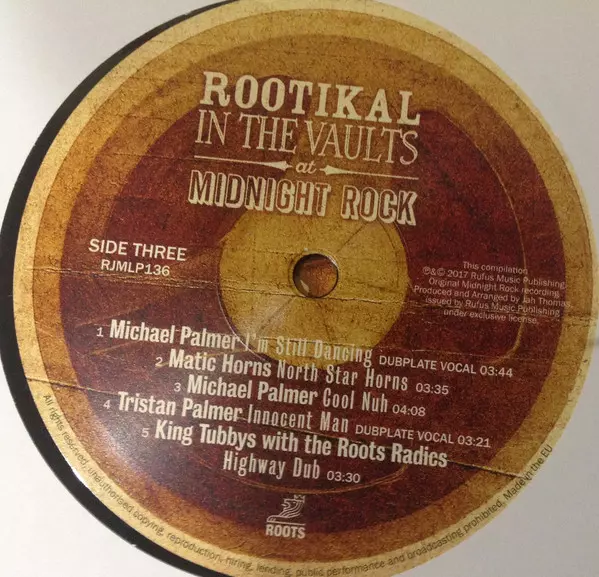 ROOTIKAL
IN THE VAULTS
at
MIDNIGHT ROCK
SIDE THREE
RJMLP136
This compilation
℗&© 2017 Rufus Music Publishing.
Original Midnight Rock recording.
Produced and Arranged by Jah Thomas,
issued by Rufus Music Publishing
under exclusive license.
1 Michael Palmer I'm Still Dancing DUBPLATE VOCAL 03:44
2 Matic Horns North Star Horns 03:35
3 Michael Palmer Cool Nuh 04:08
4 Tristan Palmer Innocent Man DUBPLATE VOCAL 03:21
5 King Tubbys with the Roots Radics
Highway Dub 03:30
ROOTS
All rights reserved, unauthorised copying, reproduction, hiring, lending, public performance and broadcasting prohibited. Made in the EU